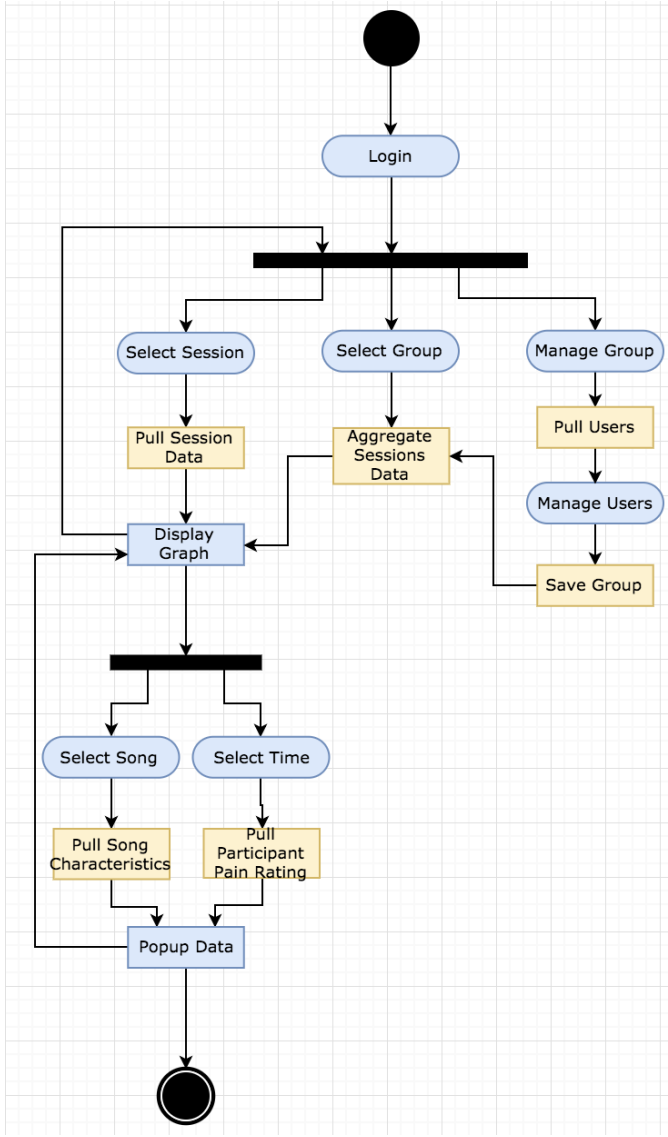 Login
Select Session
Select Group
Manage Group
Pull Session
Data
Aggregate
Sessions
Data
Pull Users
Manage Users
Display
Graph
Save Group
Select Song
Select Time
Pull Song
Characteristics
Pull
Participant
Pain Rating
Popup Data